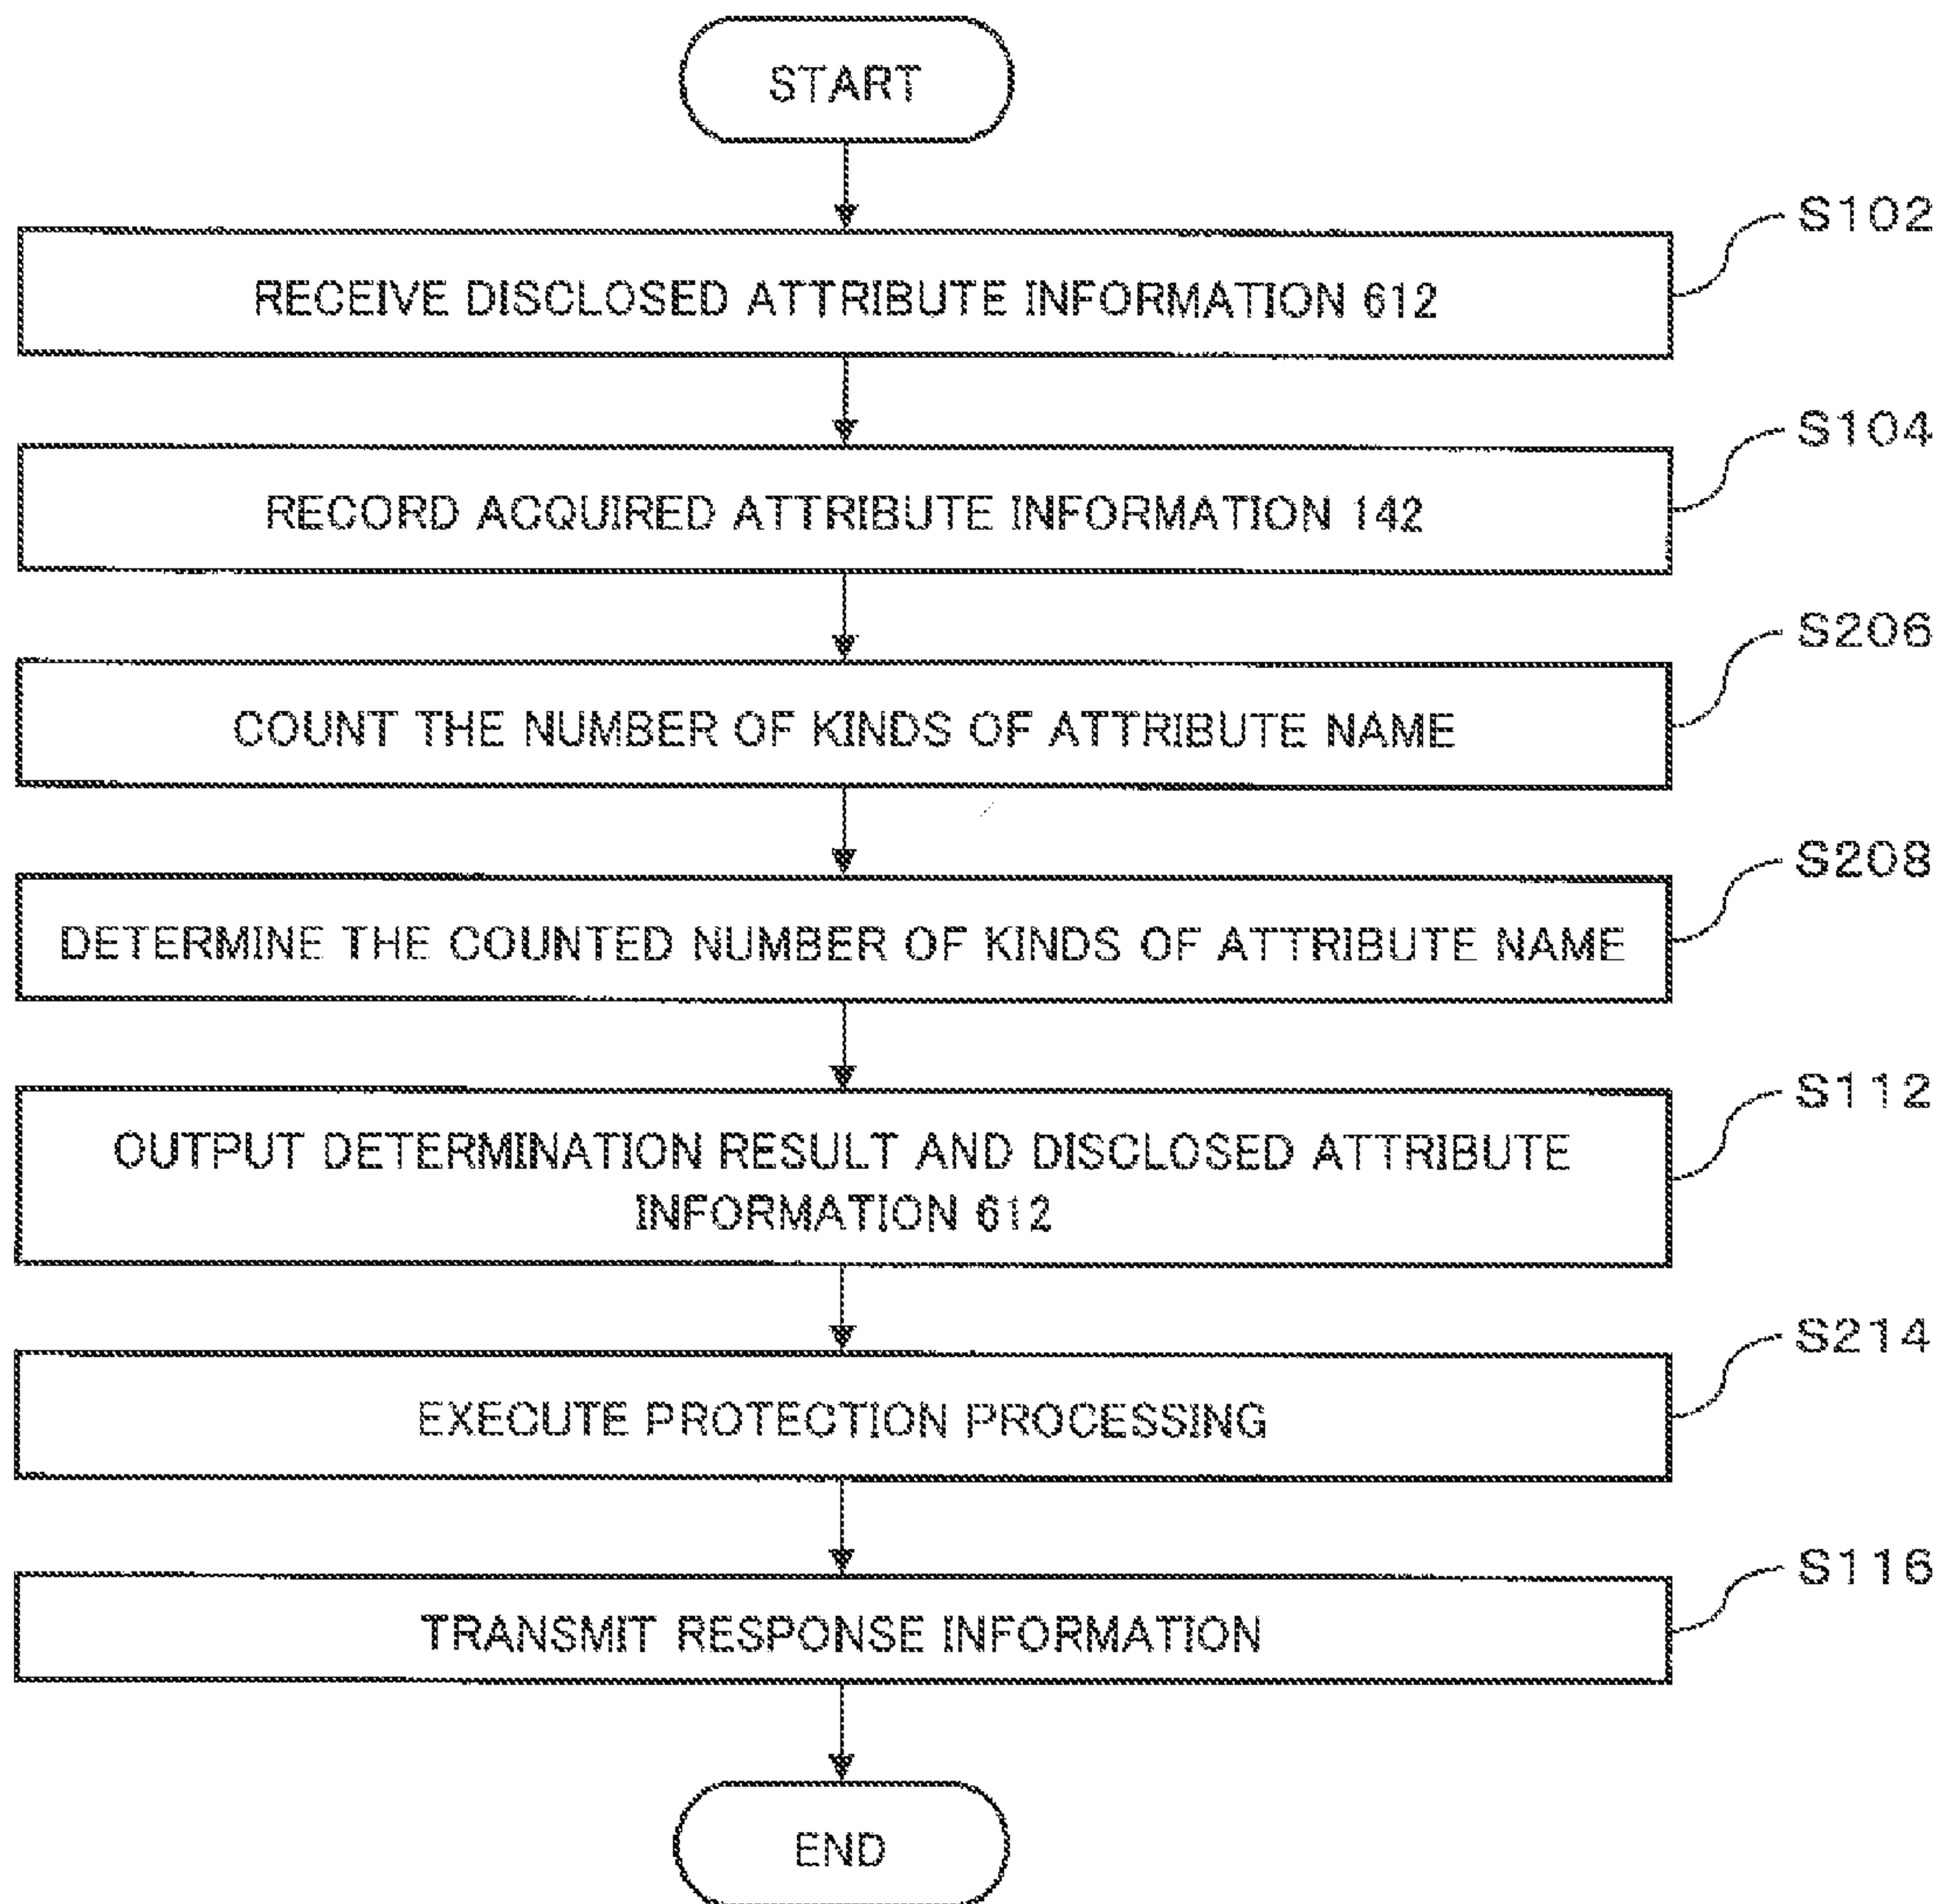 START
S102
RECEIVE DISCLOSED ATTRIBUTE INFORMATION 612
S104
RECORD ACQUIRED ATTRIBUTE INFORMATION 142
S206
COUNT THE NUMBER OF KINDS OF ATTRIBUTE NAME
S208
DETERMINE THE COUNTED NUMBER OF KINDS OF ATTRIBUTE NAME
S112
OUTPUT DETERMINATION RESULT AND DISCLOSED ATTRIBUTE
INFORMATION 612
S214
EXECUTE PROTECTION PROCESSING
S116
TRANSMIT RESPONSE INFORMATION
END